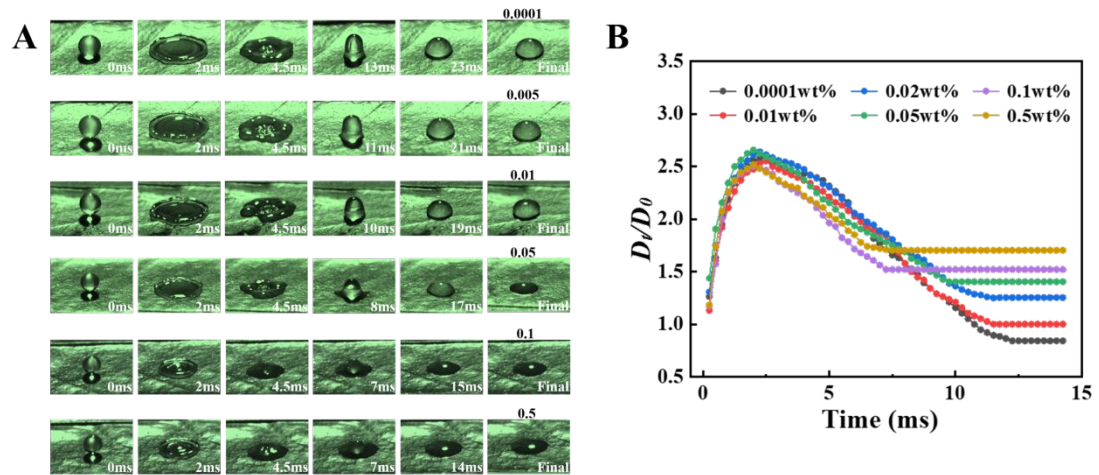 A
0.0001
0ms 2ms 4.5ms 13ms 23ms Final
0.005
0ms 2ms 4.5ms 11ms 21ms Final
0.01
0ms 2ms 4.5ms 10ms 19ms Final
0.05
0ms 2ms 4.5ms 8ms 17ms Final
0.1
0ms 2ms 4.5ms 7ms 15ms Final
0.5
0ms 2ms 4.5ms 7ms 14ms Final
B
3.5
3.0
2.5
2.0
1.5
1.0
0.5
Dt/D0
0.0001wt% 0.02wt% 0.1wt%
0.01wt% 0.05wt% 0.5wt%
0 5 10 15
Time (ms)